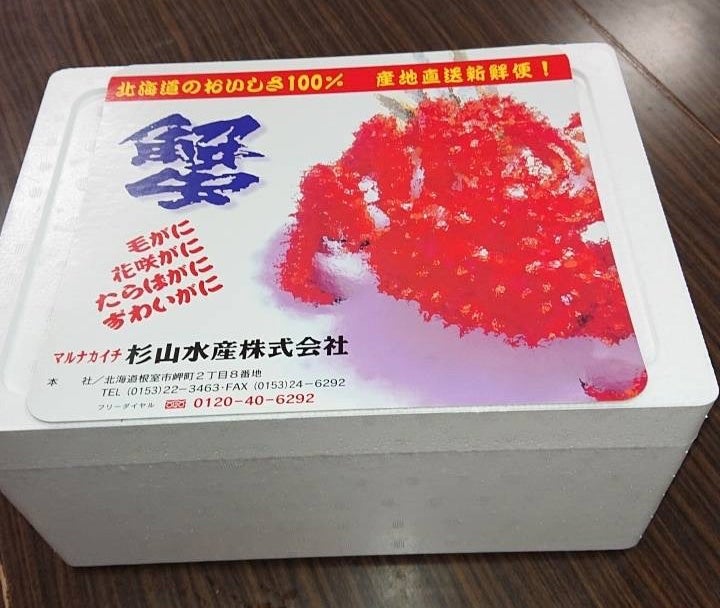 北海道のおいしさ100% 産地直送新鮮便!
蟹
毛がに
花咲がに
たらばがに
ずわいがに
マルナカイチ 杉山水産株式会社
本 社/北海道根室市岬町2丁目8番地
TEL (0153)22-3463・FAX (0153)24-6292
フリーダイヤル 0120-40-6292